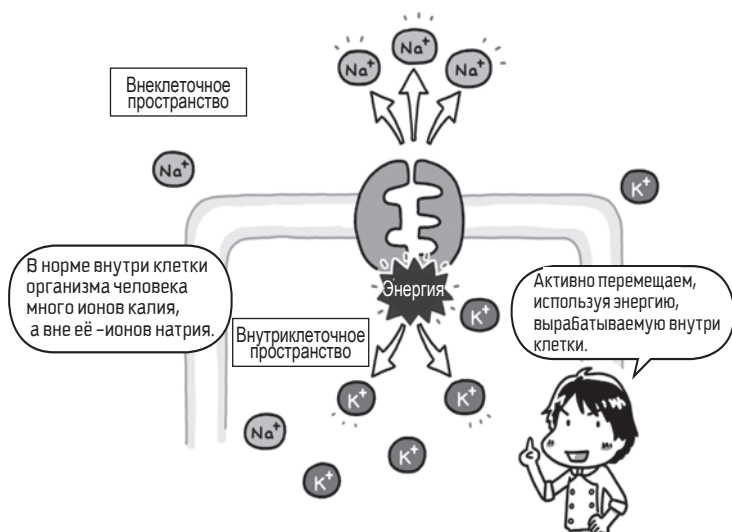 Na⁺
Na⁺
Na⁺
Внеклеточное
пространство
Na⁺
K⁺
В норме внутри клетки
организма человека
много ионов калия,
а вне её –ионов натрия.
Энергия
Активно перемещаем,
используя энергию,
вырабатываемую внутри
клетки.
K⁺
Внутриклеточное
пространство
K⁺
K⁺
Na⁺
K⁺
K⁺